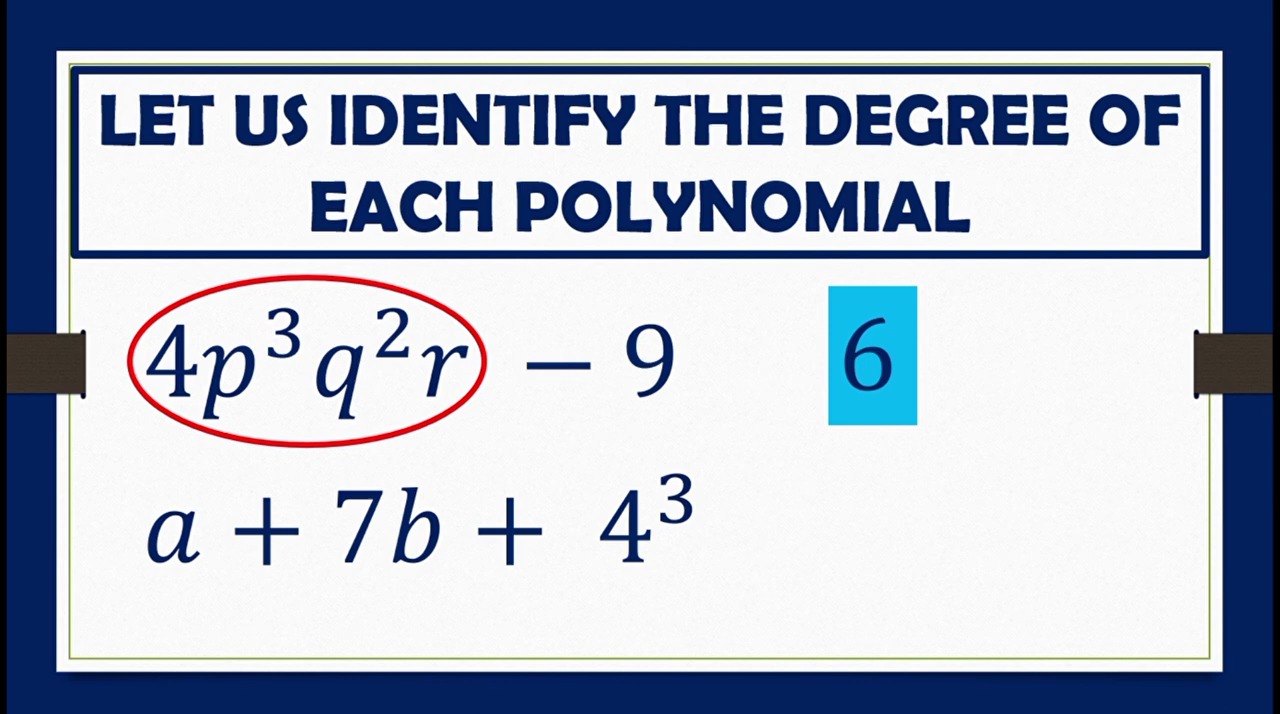 LET US IDENTIFY THE DEGREE OF
EACH POLYNOMIAL
4p³q²r − 9 6
a + 7b + 4³